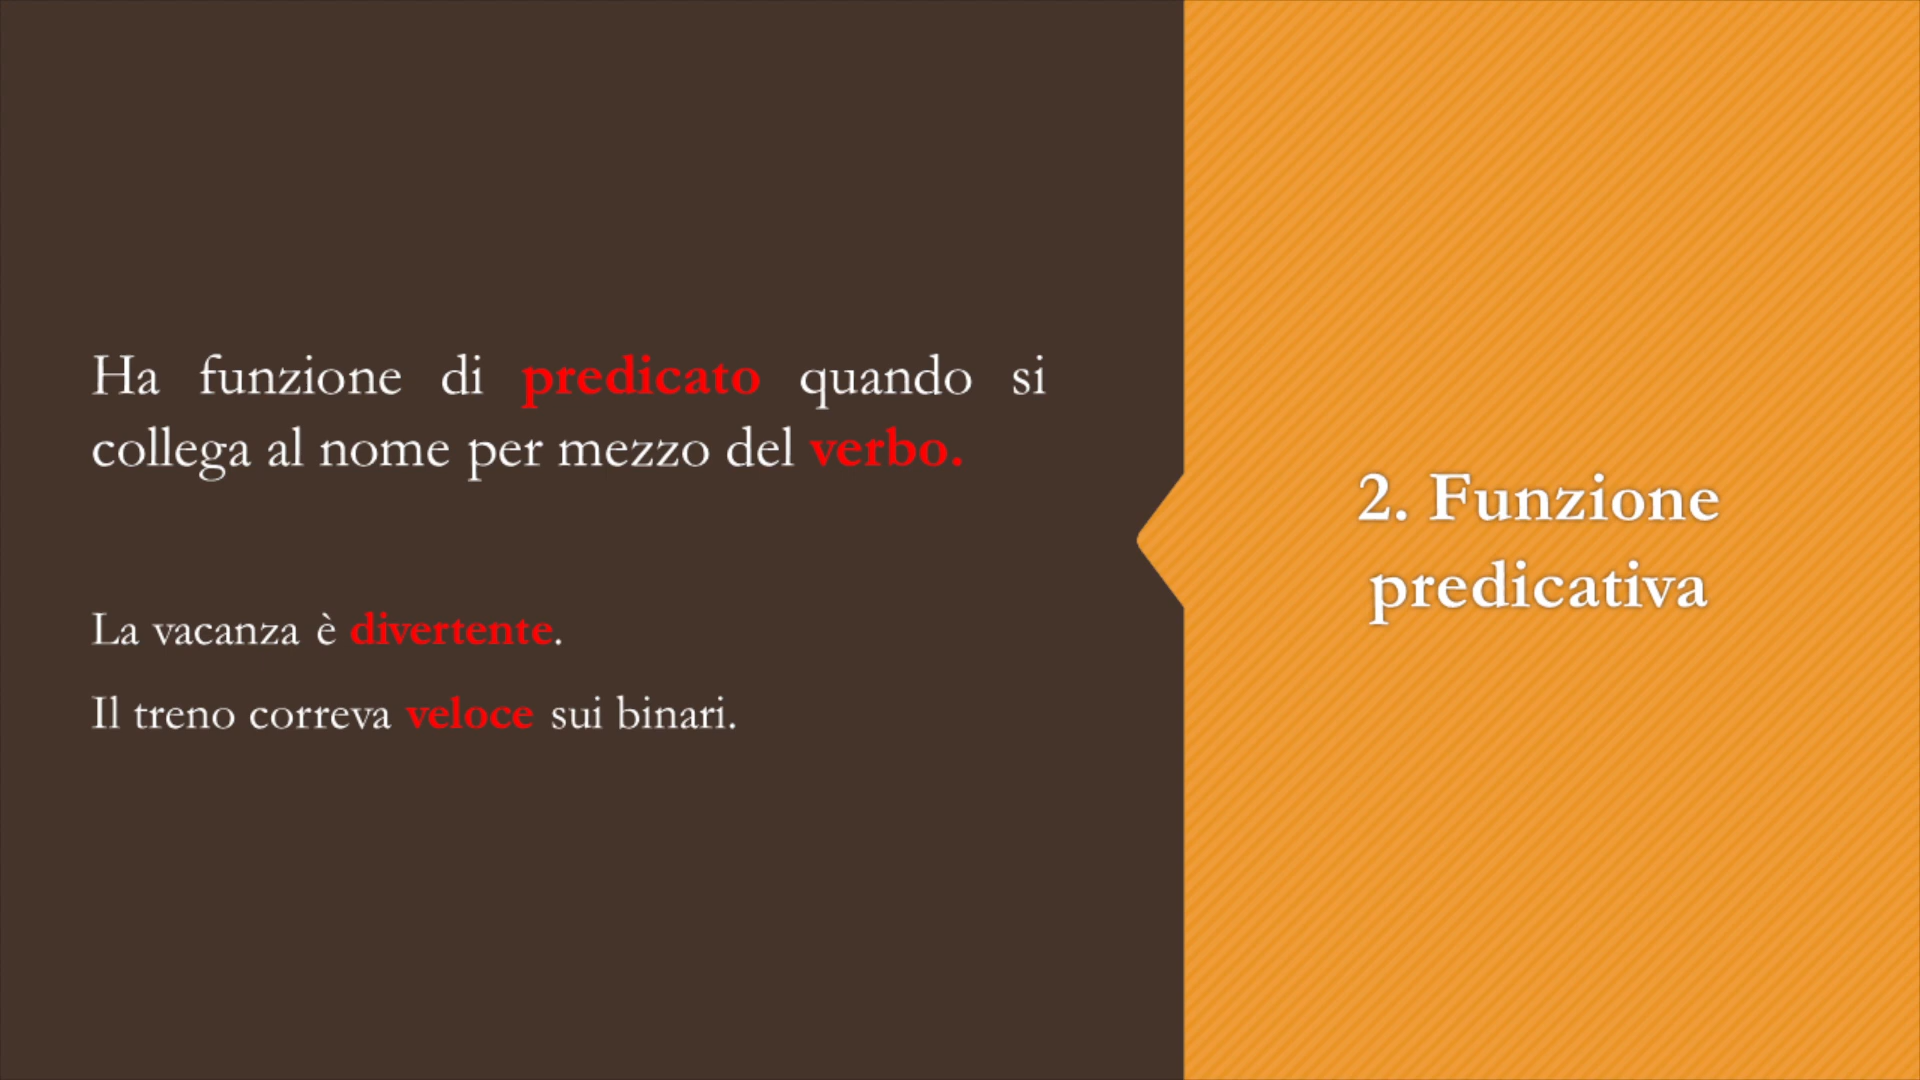 Ha funzione di predicato quando si
collega al nome per mezzo del verbo.
La vacanza è divertente.
Il treno correva veloce sui binari.
2. Funzione
predicativa